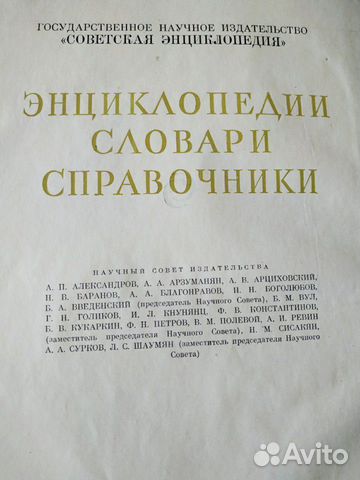 ГОСУДАРСТВЕННОЕ НАУЧНОЕ ИЗДАТЕЛЬСТВО
«СОВЕТСКАЯ ЭНЦИКЛОПЕДИЯ»
ЭНЦИКЛОПЕДИИ
СЛОВАРИ
СПРАВОЧНИКИ
НАУЧНЫЙ СОВЕТ ИЗДАТЕЛЬСТВА
А. П. АЛЕКСАНДРОВ, А. А. АРЗУМАНЯН, А. В. АРЦИХОВСКИЙ,
Н. В. БАРАНОВ, А. А. БЛАГОНРАВОВ, Н. Н. БОГОЛЮБОВ,
Б. А. ВВЕДЕНСКИЙ (председатель Научного Совета), Б. М. ВУЛ,
Г. Н. ГОЛИКОВ, И. Л. КНУНЯНЦ, Ф. В. КОНСТАНТИНОВ,
Б. В. КУКАРКИН, Ф. Н. ПЕТРОВ, В. М. ПОЛЕВОЙ, А. И. РЕВИН
(заместитель председателя Научного Совета), Н. М. СИСАКЯН,
А. А. СУРКОВ, Л. С. ШАУМЯН (заместитель председателя Научного
Совета)
Avito